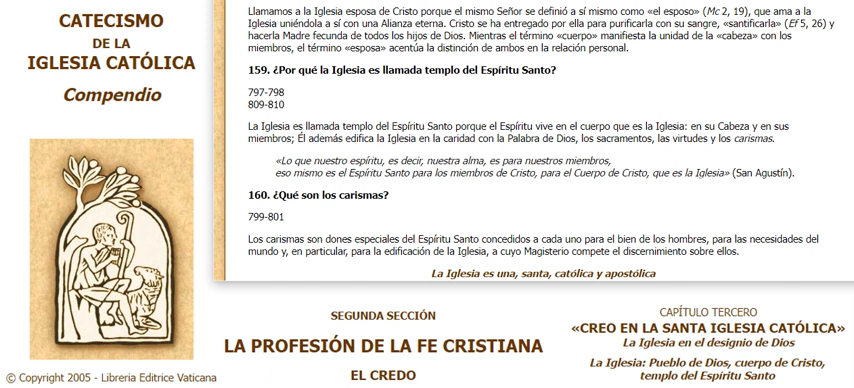 CATECISMO
DE LA
IGLESIA CATÓLICA
Compendio
Llamamos a la Iglesia esposa de Cristo porque el mismo Señor se definió a sí mismo como «el esposo» (Mc 2, 19), que ama a la
Iglesia uniéndola a sí con una Alianza eterna. Cristo se ha entregado por ella para purificarla con su sangre, «santificarla» (Ef 5, 26) y
hacerla Madre fecunda de todos los hijos de Dios. Mientras el término «cuerpo» manifiesta la unidad de la «cabeza» con los
miembros, el término «esposa» acentúa la distinción de ambos en la relación personal.
159. ¿Por qué la Iglesia es llamada templo del Espíritu Santo?
797-798
809-810
La Iglesia es llamada templo del Espíritu Santo porque el Espíritu vive en el cuerpo que es la Iglesia: en su Cabeza y en sus
miembros; Él además edifica la Iglesia en la caridad con la Palabra de Dios, los sacramentos, las virtudes y los carismas.
«Lo que nuestro espíritu, es decir, nuestra alma, es para nuestros miembros,
eso mismo es el Espíritu Santo para los miembros de Cristo, para el Cuerpo de Cristo, que es la Iglesia» (San Agustín).
160. ¿Qué son los carismas?
799-801
Los carismas son dones especiales del Espíritu Santo concedidos a cada uno para el bien de los hombres, para las necesidades del
mundo y, en particular, para la edificación de la Iglesia, a cuyo Magisterio compete el discernimiento sobre ellos.
La Iglesia es una, santa, católica y apostólica
SEGUNDA SECCIÓN
LA PROFESIÓN DE LA FE CRISTIANA
EL CREDO
CAPÍTULO TERCERO
«CREO EN LA SANTA IGLESIA CATÓLICA»
La Iglesia en el designio de Dios
La Iglesia: Pueblo de Dios, cuerpo de Cristo,
templo del Espíritu Santo
© Copyright 2005 - Libreria Editrice Vaticana